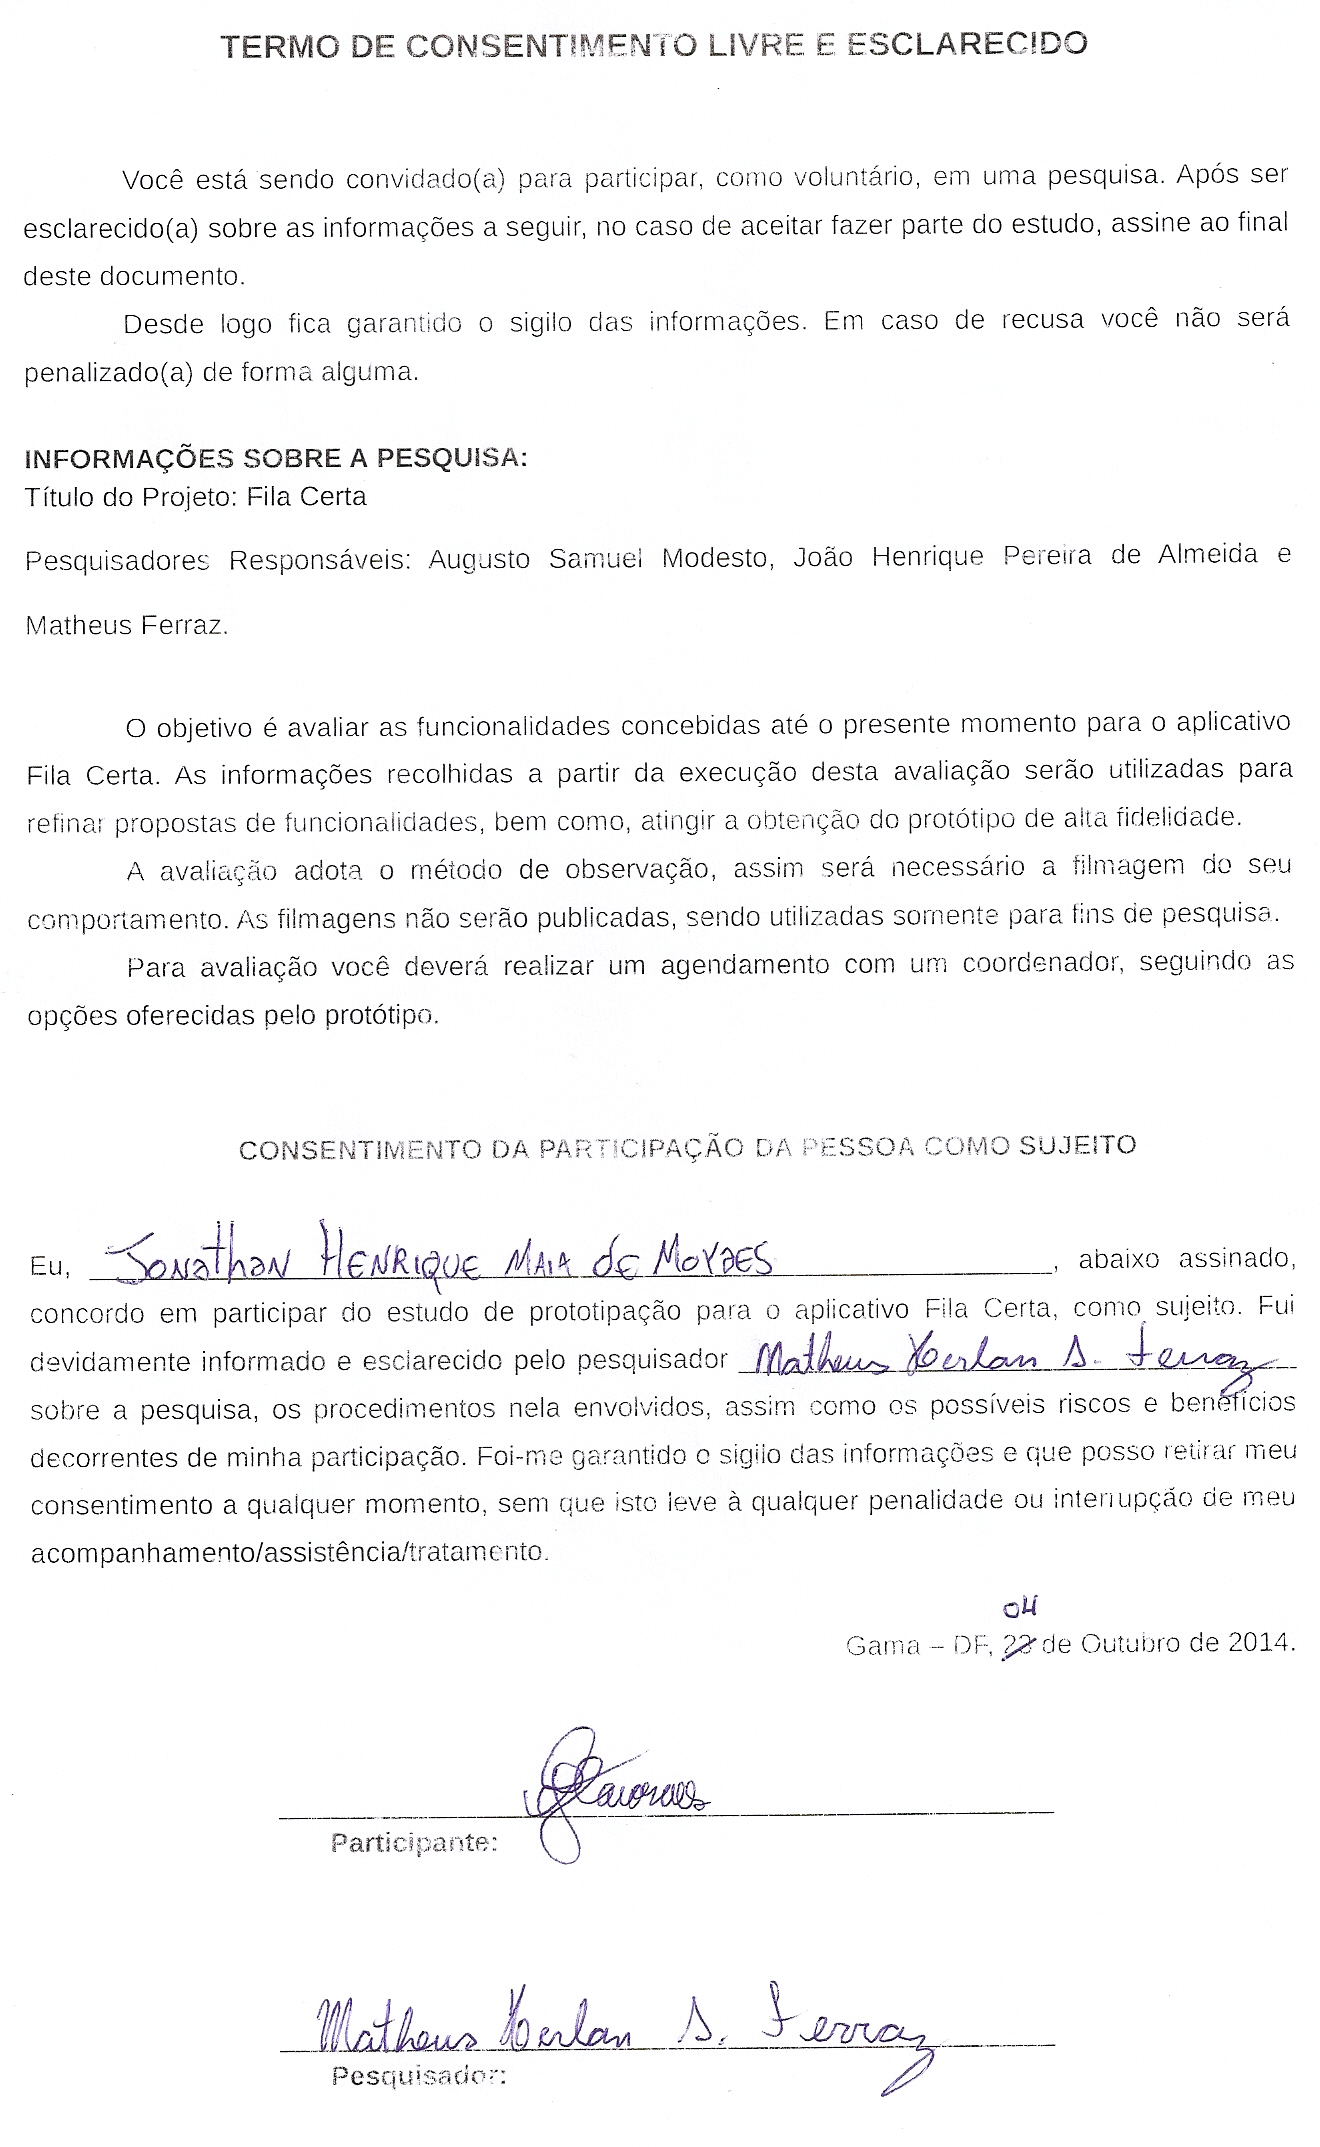 TERMO DE CONSENTIMENTO LIVRE E ESCLARECIDO
Você está sendo convidado(a) para participar, como voluntário, em uma pesquisa. Após ser
esclarecido(a) sobre as informações a seguir, no caso de aceitar fazer parte do estudo, assine ao final
deste documento.
Desde logo fica garantido o sigilo das informações. Em caso de recusa você não será
penalizado(a) de forma alguma.
INFORMAÇÕES SOBRE A PESQUISA:
Título do Projeto: Fila Certa
Pesquisadores Responsáveis: Augusto Samuel Modesto, João Henrique Pereira de Almeida e
Matheus Ferraz.
O objetivo é avaliar as funcionalidades concebidas até o presente momento para o aplicativo
Fila Certa. As informações recolhidas a partir da execução desta avaliação serão utilizadas para
refinar propostas de funcionalidades, bem como, atingir a obtenção do protótipo de alta fidelidade.
A avaliação adota o método de observação, assim será necessário a filmagem do seu
comportamento. As filmagens não serão publicadas, sendo utilizadas somente para fins de pesquisa.
Para avaliação você deverá realizar um agendamento com um coordenador, seguindo as
opções oferecidas pelo protótipo.
CONSENTIMENTO DA PARTICIPAÇÃO DA PESSOA COMO SUJEITO
Eu, Jonathan Henrique Maia de Moraes, abaixo assinado,
concordo em participar do estudo de prototipação para o aplicativo Fila Certa, como sujeito. Fui
devidamente informado e esclarecido pelo pesquisador Matheus Herlan S. Ferraz
sobre a pesquisa, os procedimentos nela envolvidos, assim como os possíveis riscos e benefícios
decorrentes de minha participação. Foi-me garantido o sigilo das informações e que posso retirar meu
consentimento a qualquer momento, sem que isto leve à qualquer penalidade ou interrupção de meu
acompanhamento/assistência/tratamento.
04
Gama – DF, de Outubro de 2014.
Participante:
Matheus Herlan S. Ferraz
Pesquisador: